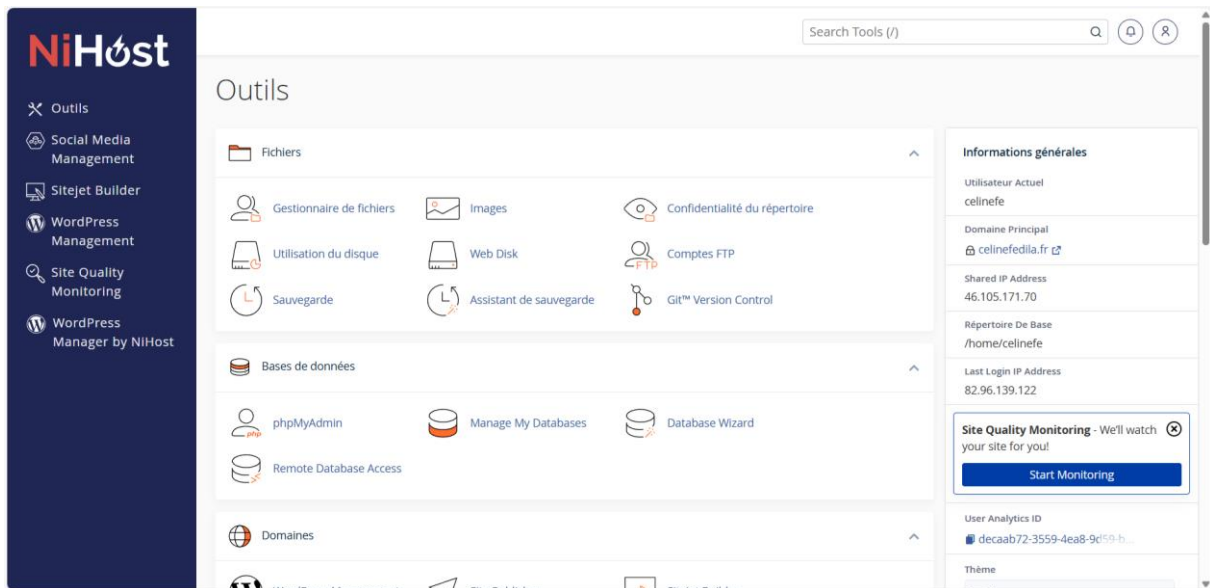 NiHost
Outils
Social Media
Management
Sitejet Builder
WordPress
Management
Site Quality
Monitoring
WordPress
Manager by NiHost
Search Tools (/)
Outils
Fichiers
Gestionnaire de fichiers
Images
Confidentialité du répertoire
Utilisation du disque
Web Disk
FTP
Comptes FTP
Sauvegarde
Assistant de sauvegarde
Git™ Version Control
Bases de données
php
phpMyAdmin
Manage My Databases
Database Wizard
Remote Database Access
Domaines
Informations générales
Utilisateur Actuel
celinefe
Domaine Principal
celinefedila.fr
Shared IP Address
46.105.171.70
Répertoire De Base
/home/celinefe
Last Login IP Address
82.96.139.122
Site Quality Monitoring - We'll watch
your site for you!
Start Monitoring
User Analytics ID
decaab72-3559-4ea8-9d59-b...
Thème